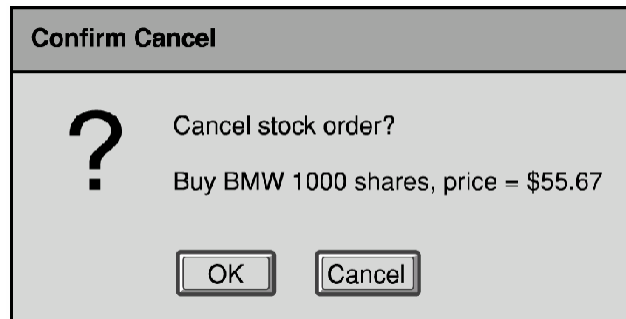 Confirm Cancel
Cancel stock order?
Buy BMW 1000 shares, price = $55.67
OK Cancel